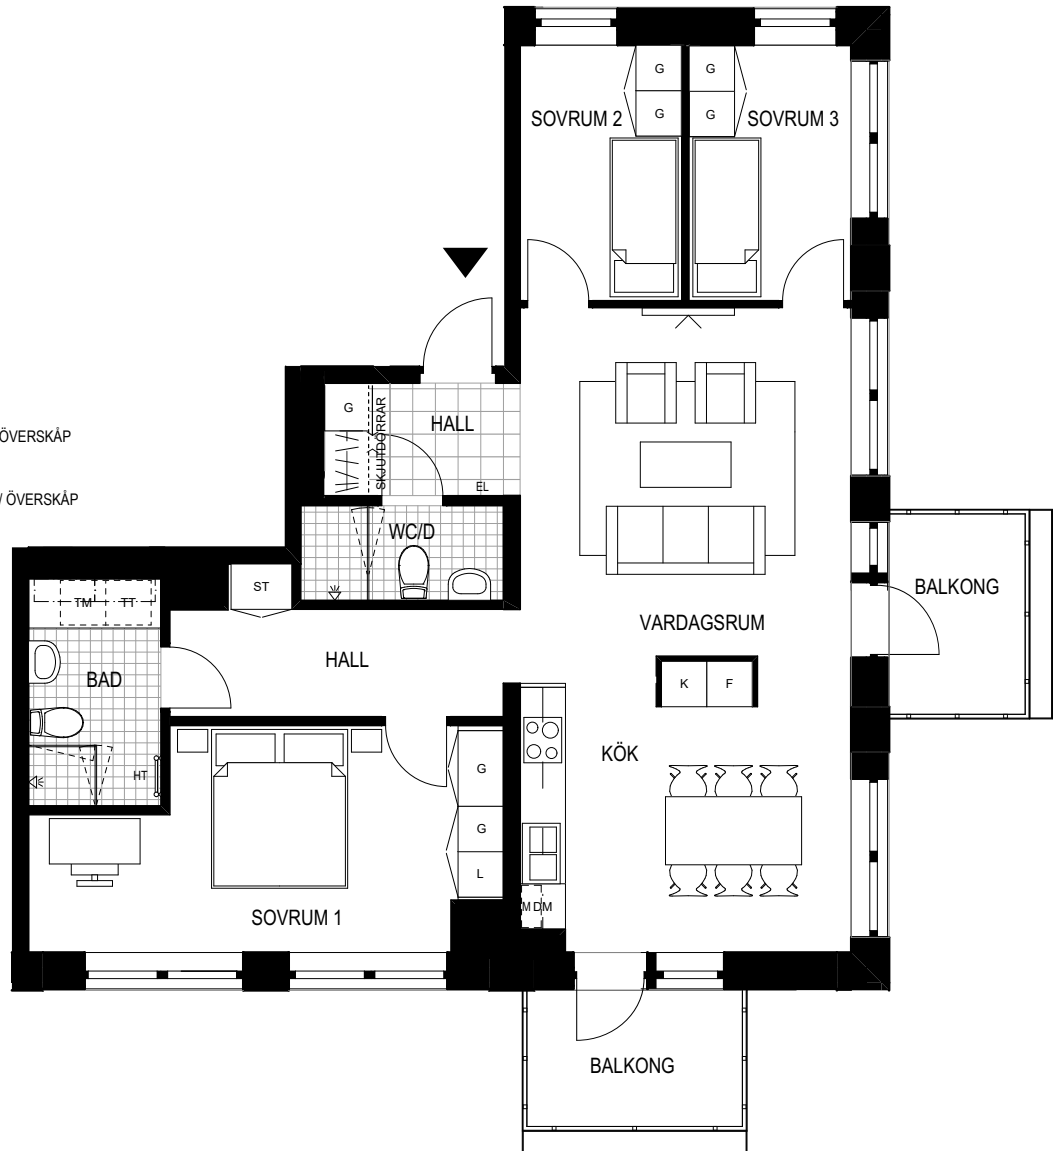 G
G
G
G
SOVRUM 2
SOVRUM 3
G
SKJUTDÖRRAR
HALL
EL
ÖVERSKÅP
/ ÖVERSKÅP
WC/D
ST
BALKONG
TM
TT
VARDAGSRUM
HALL
BAD
K
F
KÖK
HT
G
G
L
M DM
SOVRUM 1
BALKONG